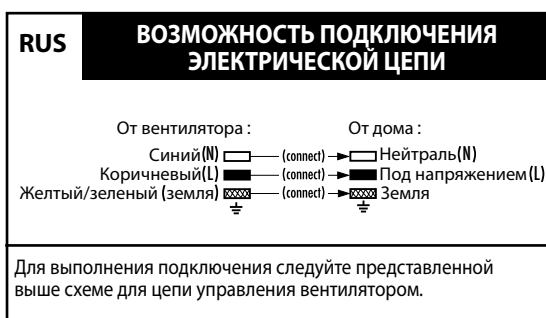 RUS
ВОЗМОЖНОСТЬ ПОДКЛЮЧЕНИЯ
ЭЛЕКТРИЧЕСКОЙ ЦЕПИ
От вентилятора : От дома :
Синий(N) (connect) Нейтраль(N)
Коричневый(L) (connect) Под напряжением(L)
Желтый/зеленый (земля) (connect) Земля
Для выполнения подключения следуйте представленной
выше схеме для цепи управления вентилятором.